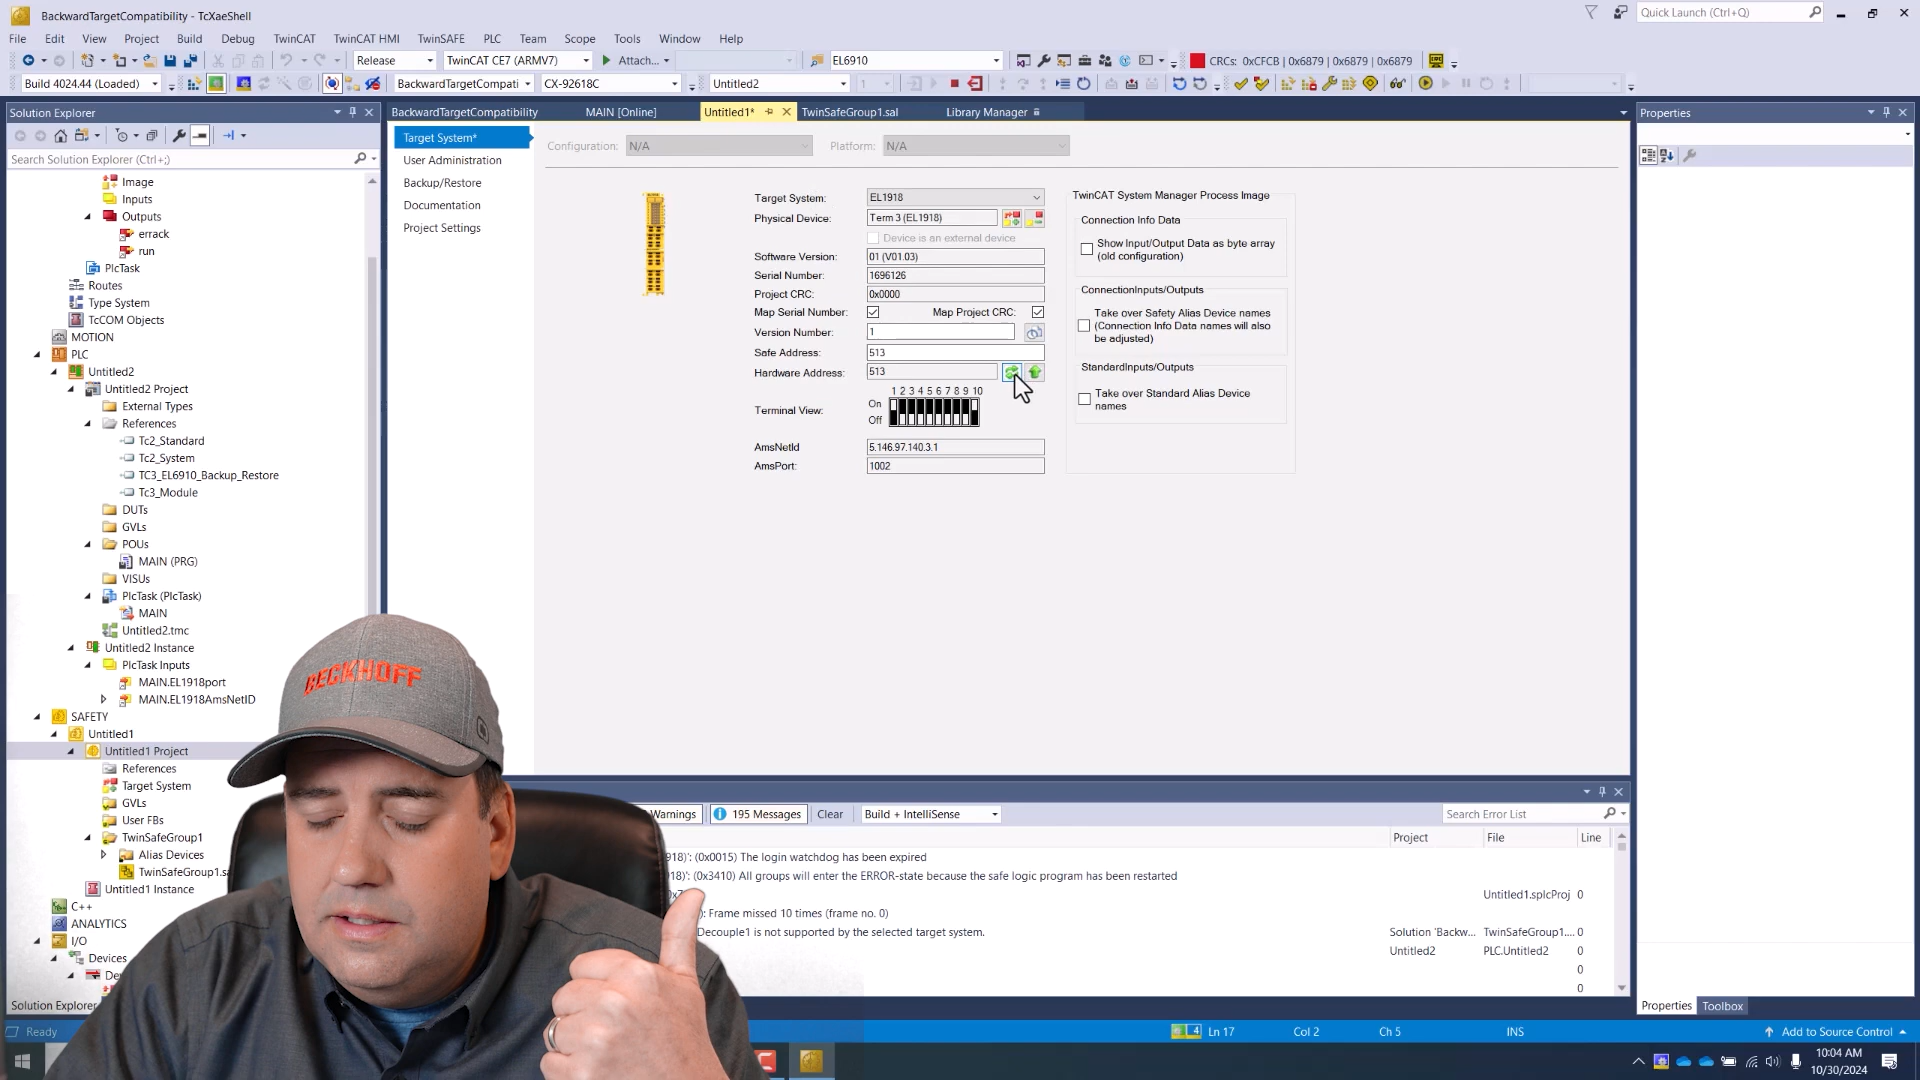 BackwardTargetCompatibility - TcXaeShell
Quick Launch (Ctrl+Q)
File Edit View Project Build Debug TwinCAT TwinCAT HMI TwinSAFE PLC Team Scope Tools Window Help
Release TwinCAT CE7 (ARMV7) Attach... EL6910 CRCs: 0xCFCB | 0x6879 | 0x6879 | 0x6879
Build 4024.44 (Loaded) BackwardTargetCompati CX-92618C Untitled2 1
Solution Explorer
Search Solution Explorer (Ctrl+;)
Image
Inputs
Outputs
errack
run
PlcTask
Routes
Type System
TcCOM Objects
MOTION
PLC
Untitled2
Untitled2 Project
External Types
References
Tc2_Standard
Tc2_System
TC3_EL6910_Backup_Restore
Tc3_Module
DUTs
GVLs
POUs
MAIN (PRG)
VISUs
PlcTask (PlcTask)
MAIN
Untitled2.tmc
Untitled2 Instance
PlcTask Inputs
MAIN.EL1918port
MAIN.EL1918AmsNetID
SAFETY
Untitled1
Untitled1 Project
References
Target System
GVLs
User FBs
TwinSafeGroup1
Alias Devices
TwinSafeGroup1.sa
Untitled1 Instance
C++
ANALYTICS
I/O
Devices
Dev
Solution Explorer
BackwardTargetCompatibility MAIN [Online] Untitled1* TwinSafeGroup1.sal Library Manager
Target System*
User Administration
Backup/Restore
Documentation
Project Settings
Configuration: N/A Platform: N/A
Target System: EL1918
Physical Device: Term 3 (EL1918)
Device is an external device
Software Version: 01 (V01.03)
Serial Number: 1696126
Project CRC: 0x0000
Map Serial Number: Map Project CRC:
Version Number: 1
Safe Address: 513
Hardware Address: 513
1 2 3 4 5 6 7 8 9 10
Terminal View: On
Off
AmsNetId 5.146.97.140.3.1
AmsPort: 1002
TwinCAT System Manager Process Image
Connection Info Data
Show Input/Output Data as byte array
(old configuration)
ConnectionInputs/Outputs
Take over Safety Alias Device names
(Connection Info Data names will also
be adjusted)
StandardInputs/Outputs
Take over Standard Alias Device
names
Properties
Warnings 195 Messages Clear Build + IntelliSense Search Error List
Project File Line
918)': (0x0015) The login watchdog has been expired
918)': (0x3410) All groups will enter the ERROR-state because the safe logic program has been restarted
Untitled1.splcProj 0
): Frame missed 10 times (frame no. 0)
Decouple1 is not supported by the selected target system. Solution 'Backw... TwinSafeGroup1.... 0
Untitled2 PLC.Untitled2 0
0
0
Properties Toolbox
Ready 4 Ln 17 Col 2 Ch 5 INS Add to Source Control
10:04 AM
10/30/2024
BECKHOFF